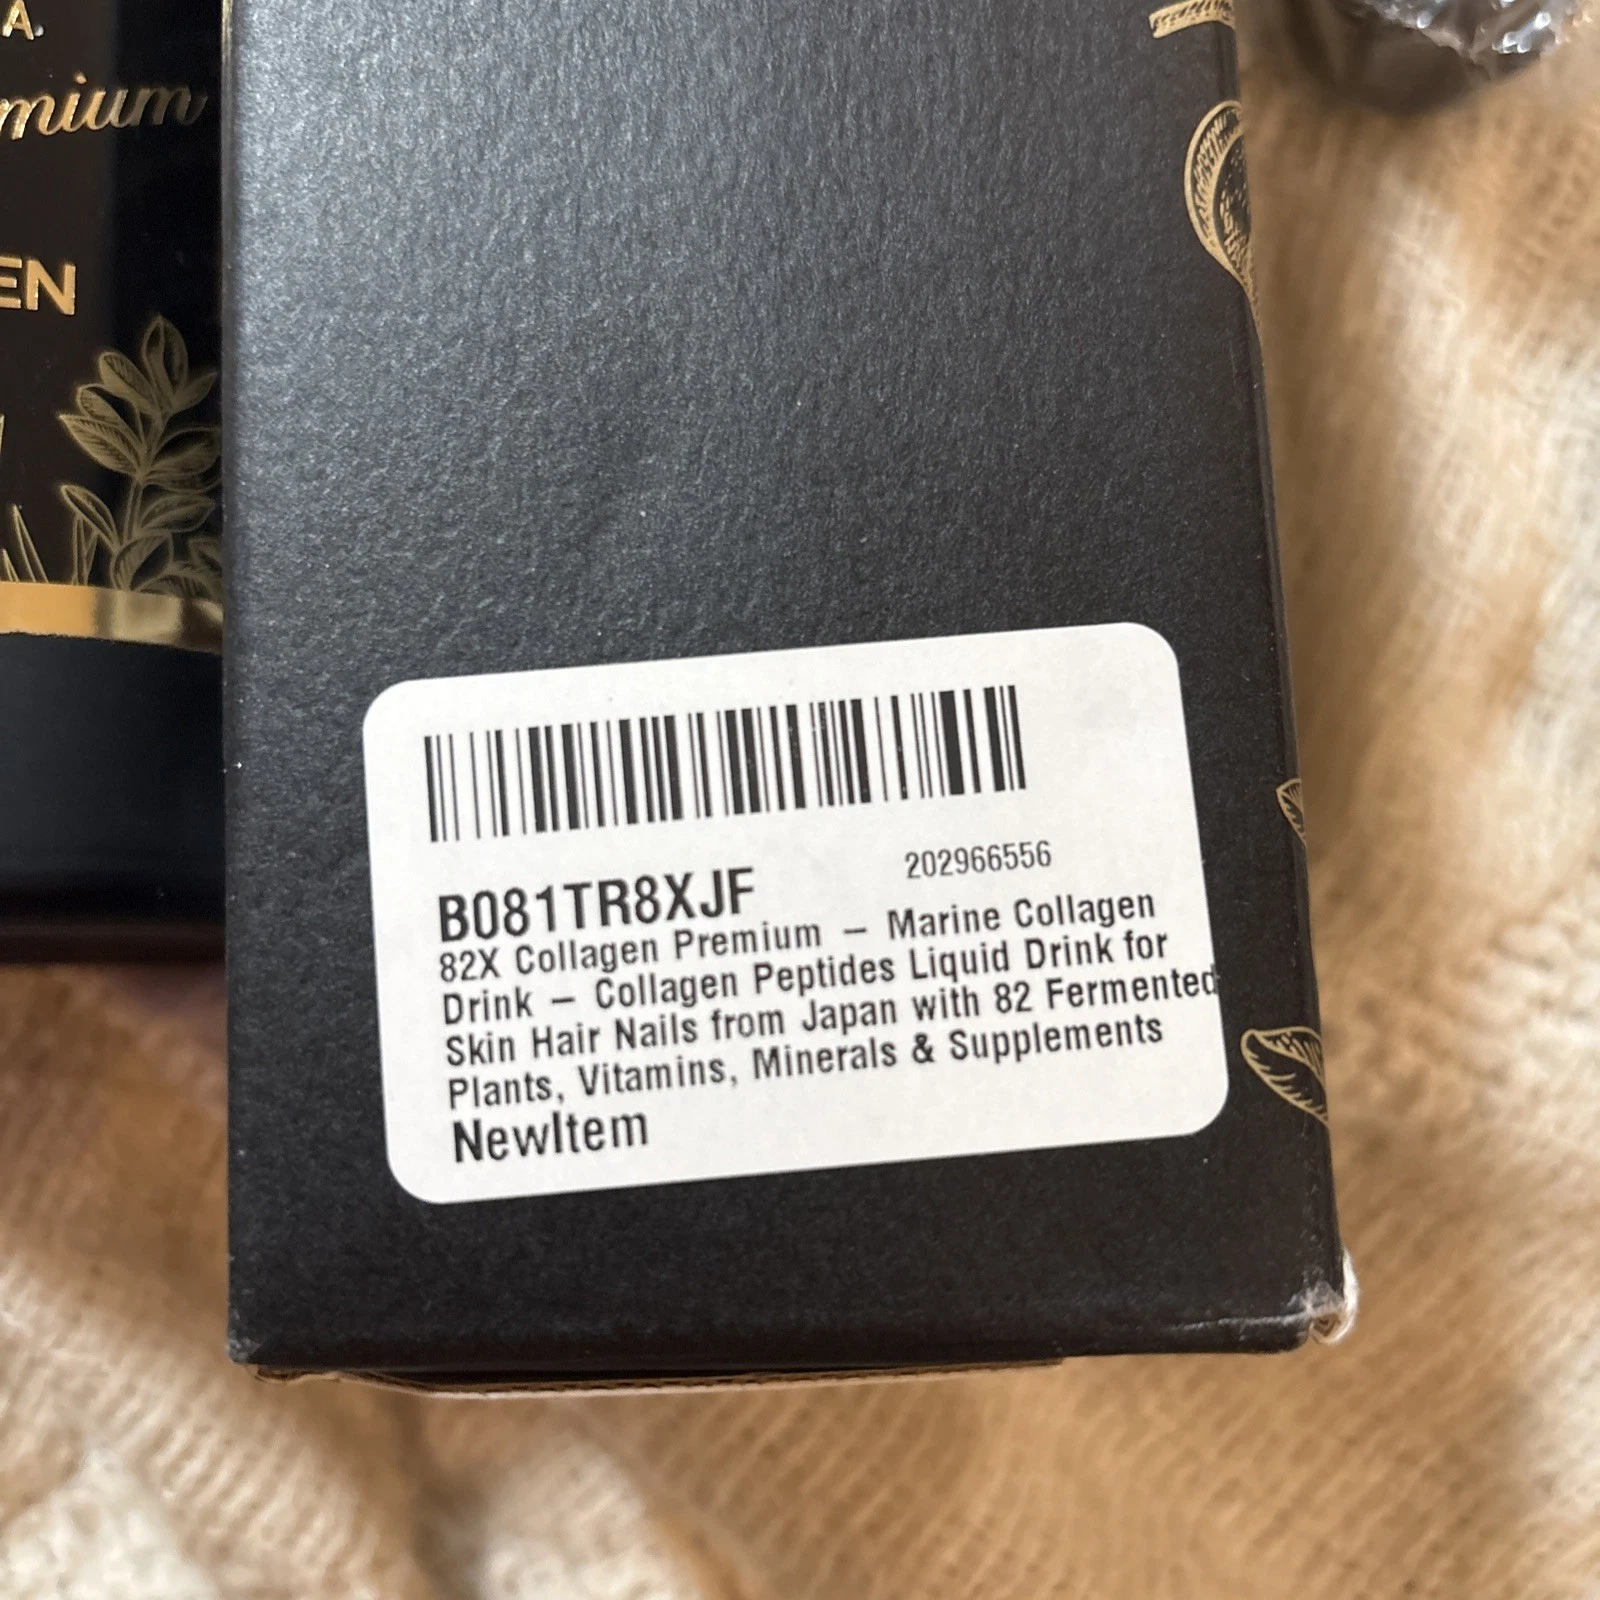 A.
EN
B081TR8XJF
202966556
82X Collagen Premium – Marine Collagen
Drink – Collagen Peptides Liquid Drink for
Skin Hair Nails from Japan with 82 Fermented
Plants, Vitamins, Minerals & Supplements
NewItem